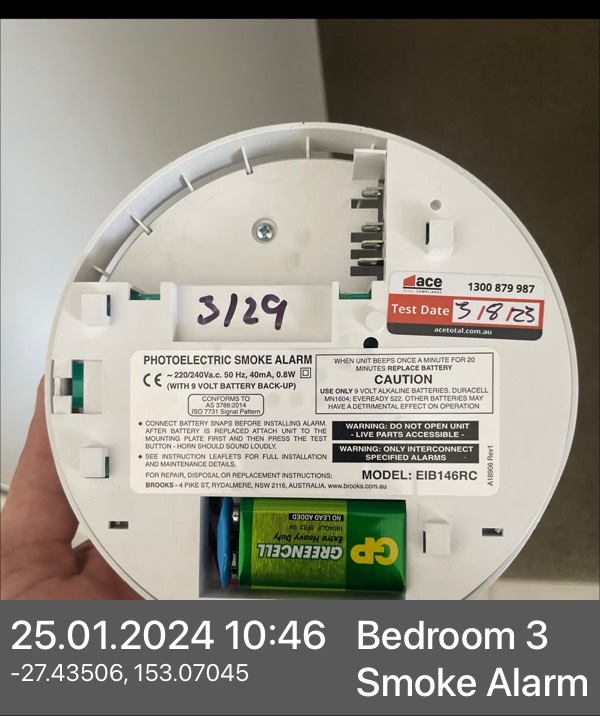 3/29
ace
TOTAL COMPLIANCE
1300 879 987
Test Date 3/8/23
acetotal.com.au
PHOTOELECTRIC SMOKE ALARM
CE ~ 220/240Va.c. 50 Hz, 40mA, 0.8W
(WITH 9 VOLT BATTERY BACK-UP)
CONFORMS TO
AS 3786:2014
ISO 7731 Signal Pattern
• CONNECT BATTERY SNAPS BEFORE INSTALLING ALARM.
AFTER BATTERY IS REPLACED ATTACH UNIT TO THE
MOUNTING PLATE FIRST AND THEN PRESS THE TEST
BUTTON - HORN SHOULD SOUND LOUDLY.
• SEE INSTRUCTION LEAFLETS FOR FULL INSTALLATION
AND MAINTENANCE DETAILS.
FOR REPAIR, DISPOSAL OR REPLACEMENT INSTRUCTIONS:
BROOKS - 4 PIKE ST, RYDALMERE, NSW 2116, AUSTRALIA. www.brooks.com.au
WHEN UNIT BEEPS ONCE A MINUTE FOR 20
MINUTES REPLACE BATTERY
CAUTION
USE ONLY 9 VOLT ALKALINE BATTERIES, DURACELL
MN1604; EVEREADY 522. OTHER BATTERIES MAY
HAVE A DETRIMENTAL EFFECT ON OPERATION
WARNING: DO NOT OPEN UNIT
- LIVE PARTS ACCESSIBLE -
WARNING: ONLY INTERCONNECT
SPECIFIED ALARMS
MODEL: EIB146RC
A18906 Rev1
GP
GREENCELL
Extra Heavy Duty
1604GLF 6F22 9V
NO LEAD ADDED
25.01.2024 10:46
-27.43506, 153.07045
Bedroom 3
Smoke Alarm